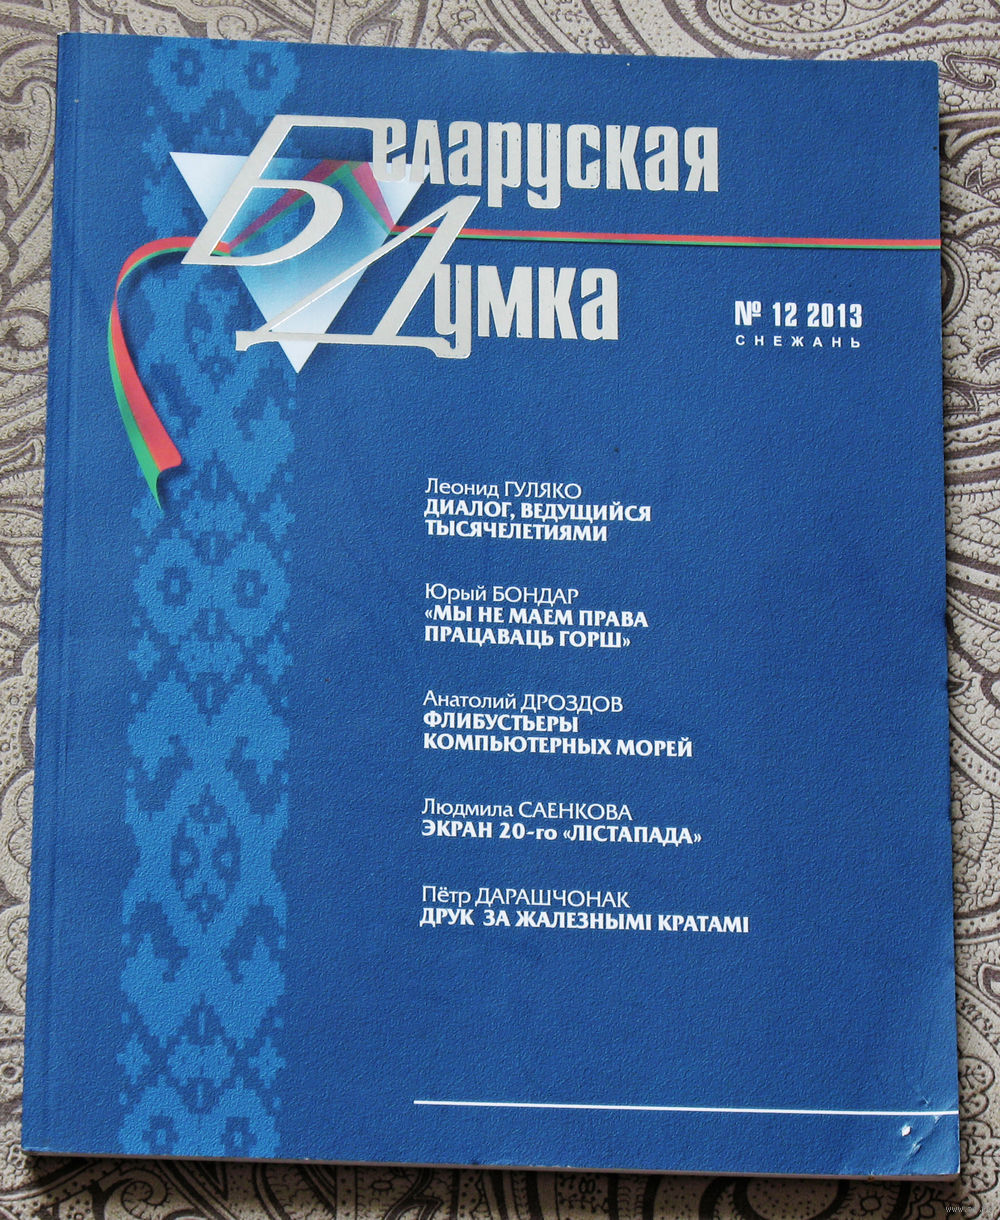 Беларуская
Думка
№ 12 2013
СНЕЖАНЬ
Леонид ГУЛЯКО
ДИАЛОГ, ВЕДУЩИЙСЯ
ТЫСЯЧЕЛЕТИЯМИ
Юрый БОНДАР
«МЫ НЕ МАЕМ ПРАВА
ПРАЦАВАЦЬ ГОРШ»
Анатолий ДРОЗДОВ
ФЛИБУСТЬЕРЫ
КОМПЬЮТЕРНЫХ МОРЕЙ
Людмила САЕНКОВА
ЭКРАН 20-го «ЛІСТАПАДА»
Пётр ДАРАШЧОНАК
ДРУК ЗА ЖАЛЕЗНЫМІ КРАТАМІ